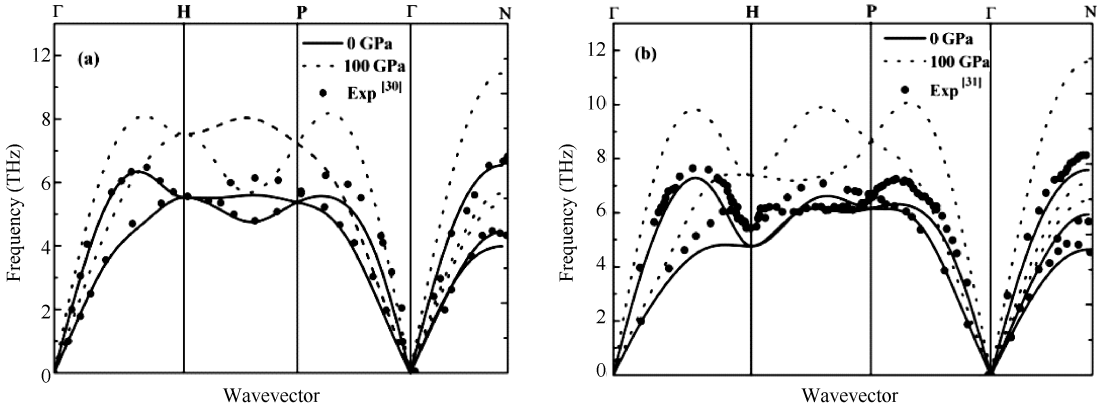 Γ H P Γ N
12
10
8
6
4
2
0
Frequency (THz)
(a)
0 GPa
100 GPa
Exp [30]
Wavevector
Γ H P Γ N
12
10
8
6
4
2
0
Frequency (THz)
(b)
0 GPa
100 GPa
Exp [31]
Wavevector